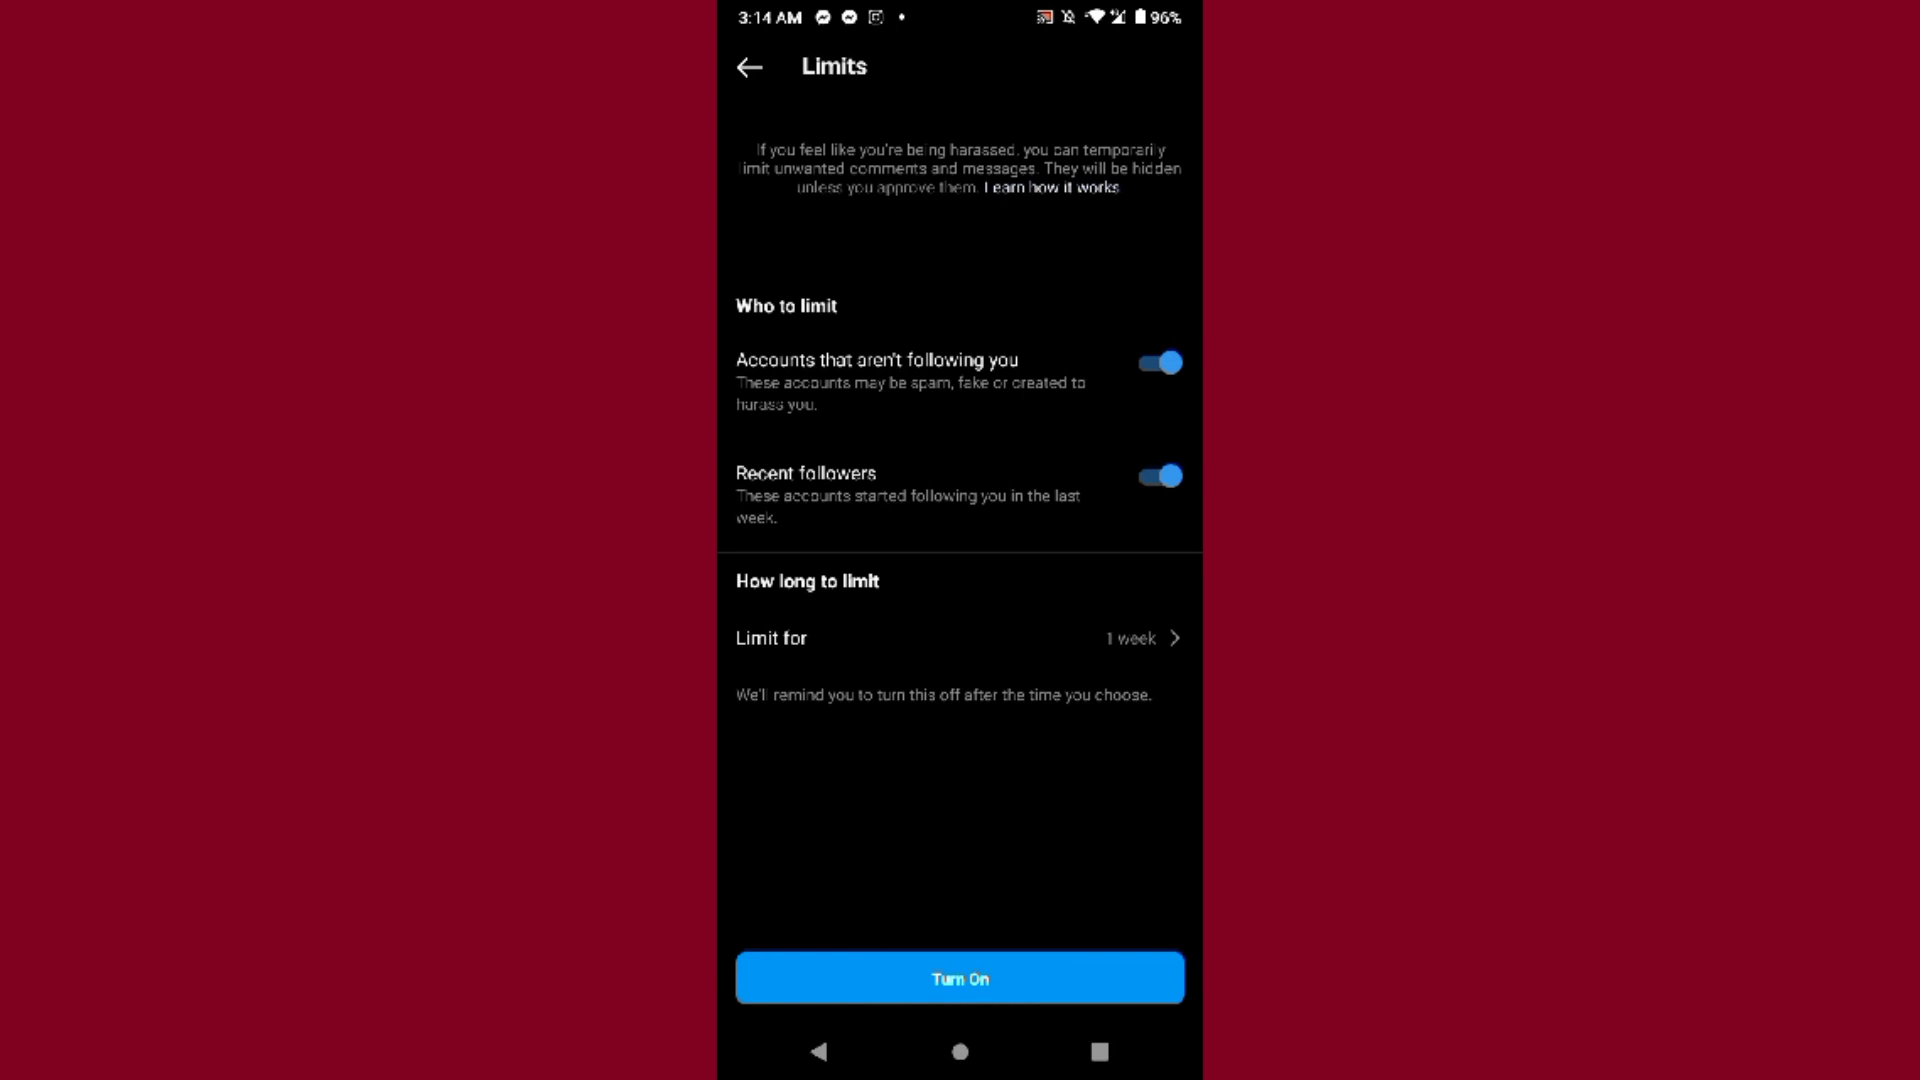 3:14 AM
96%
Limits
If you feel like you're being harassed, you can temporarily
limit unwanted comments and messages. They will be hidden
unless you approve them. Learn how it works
Who to limit
Accounts that aren't following you
These accounts may be spam, fake or created to
harass you.
Recent followers
These accounts started following you in the last
week.
How long to limit
Limit for
1 week
We'll remind you to turn this off after the time you choose.
Turn On